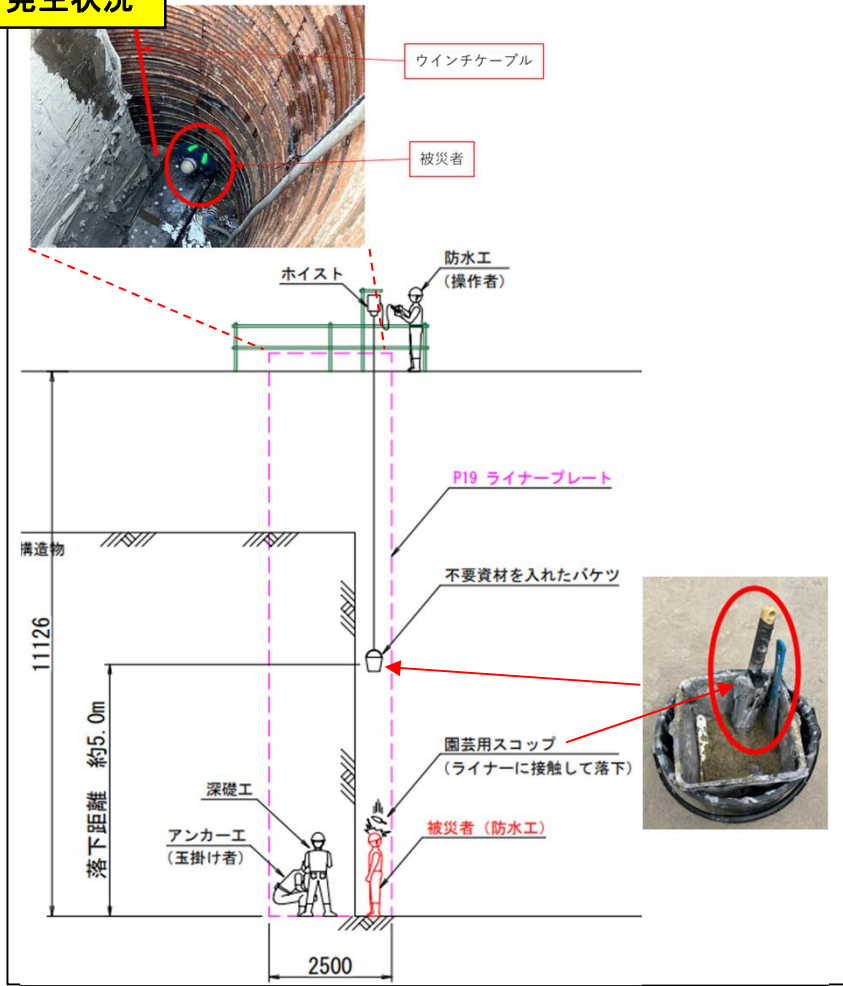 発生状況
ウインチケーブル
被災者
ホイスト
防水工
(操作者)
P19 ライナープレート
構造物
不要資材を入れたバケツ
11126
落下距離 約5.0m
園芸用スコップ
(ライナーに接触して落下)
深礎工
アンカー工
(玉掛け者)
被災者(防水工)
2500